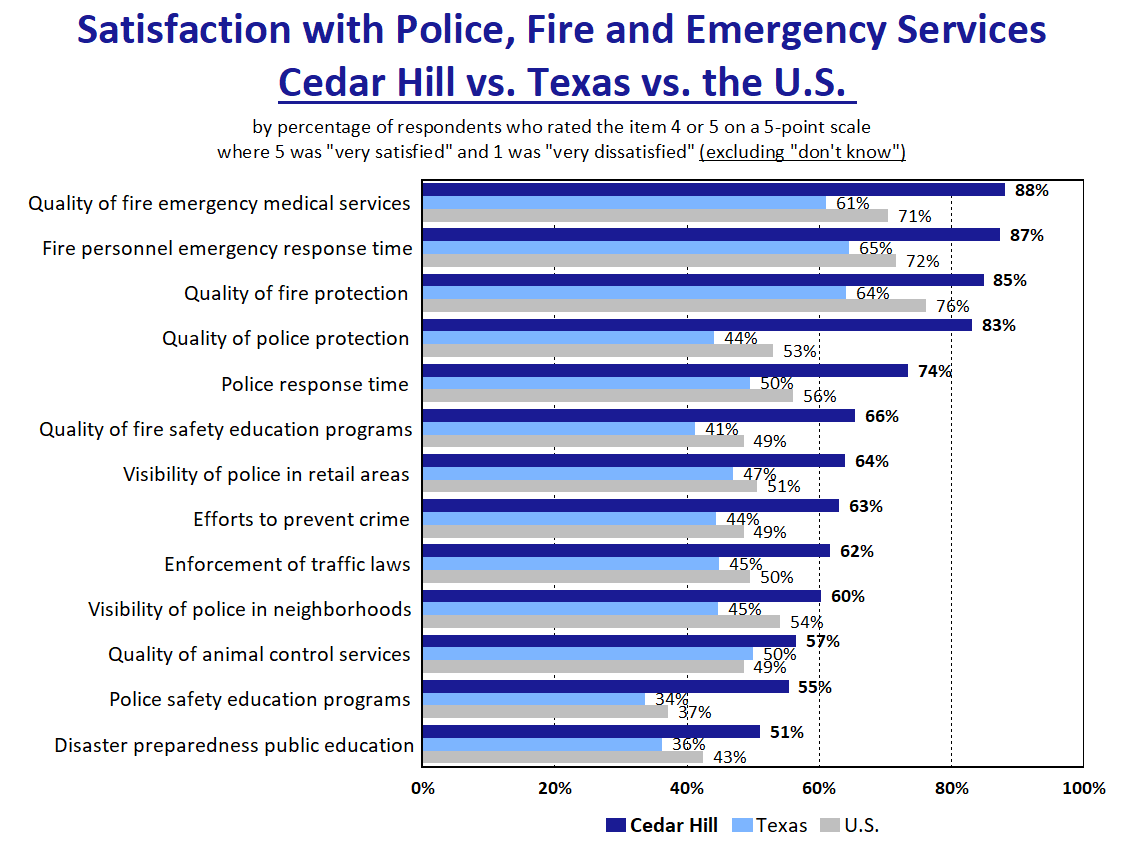 Satisfaction with Police, Fire and Emergency Services
Cedar Hill vs. Texas vs. the U.S.
by percentage of respondents who rated the item 4 or 5 on a 5-point scale
where 5 was "very satisfied" and 1 was "very dissatisfied" (excluding "don't know")
Quality of fire emergency medical services
88%
61%
71%
Fire personnel emergency response time
87%
65%
72%
Quality of fire protection
85%
64%
76%
Quality of police protection
83%
44%
53%
Police response time
74%
50%
56%
Quality of fire safety education programs
66%
41%
49%
Visibility of police in retail areas
64%
47%
51%
Efforts to prevent crime
63%
44%
49%
Enforcement of traffic laws
62%
45%
50%
Visibility of police in neighborhoods
60%
45%
54%
Quality of animal control services
57%
50%
49%
Police safety education programs
55%
34%
37%
Disaster preparedness public education
51%
36%
43%
0% 20% 40% 60% 80% 100%
Cedar Hill Texas U.S.